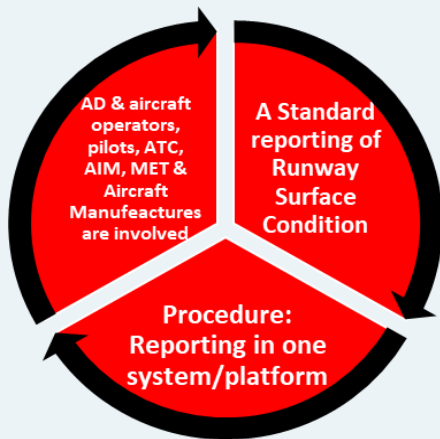 AD & aircraft
operators,
pilots, ATC,
AIM, MET &
Aircraft
Manufeactures
are involved
A Standard
reporting of
Runway
Surface
Condition
Procedure:
Reporting in one
system/platform